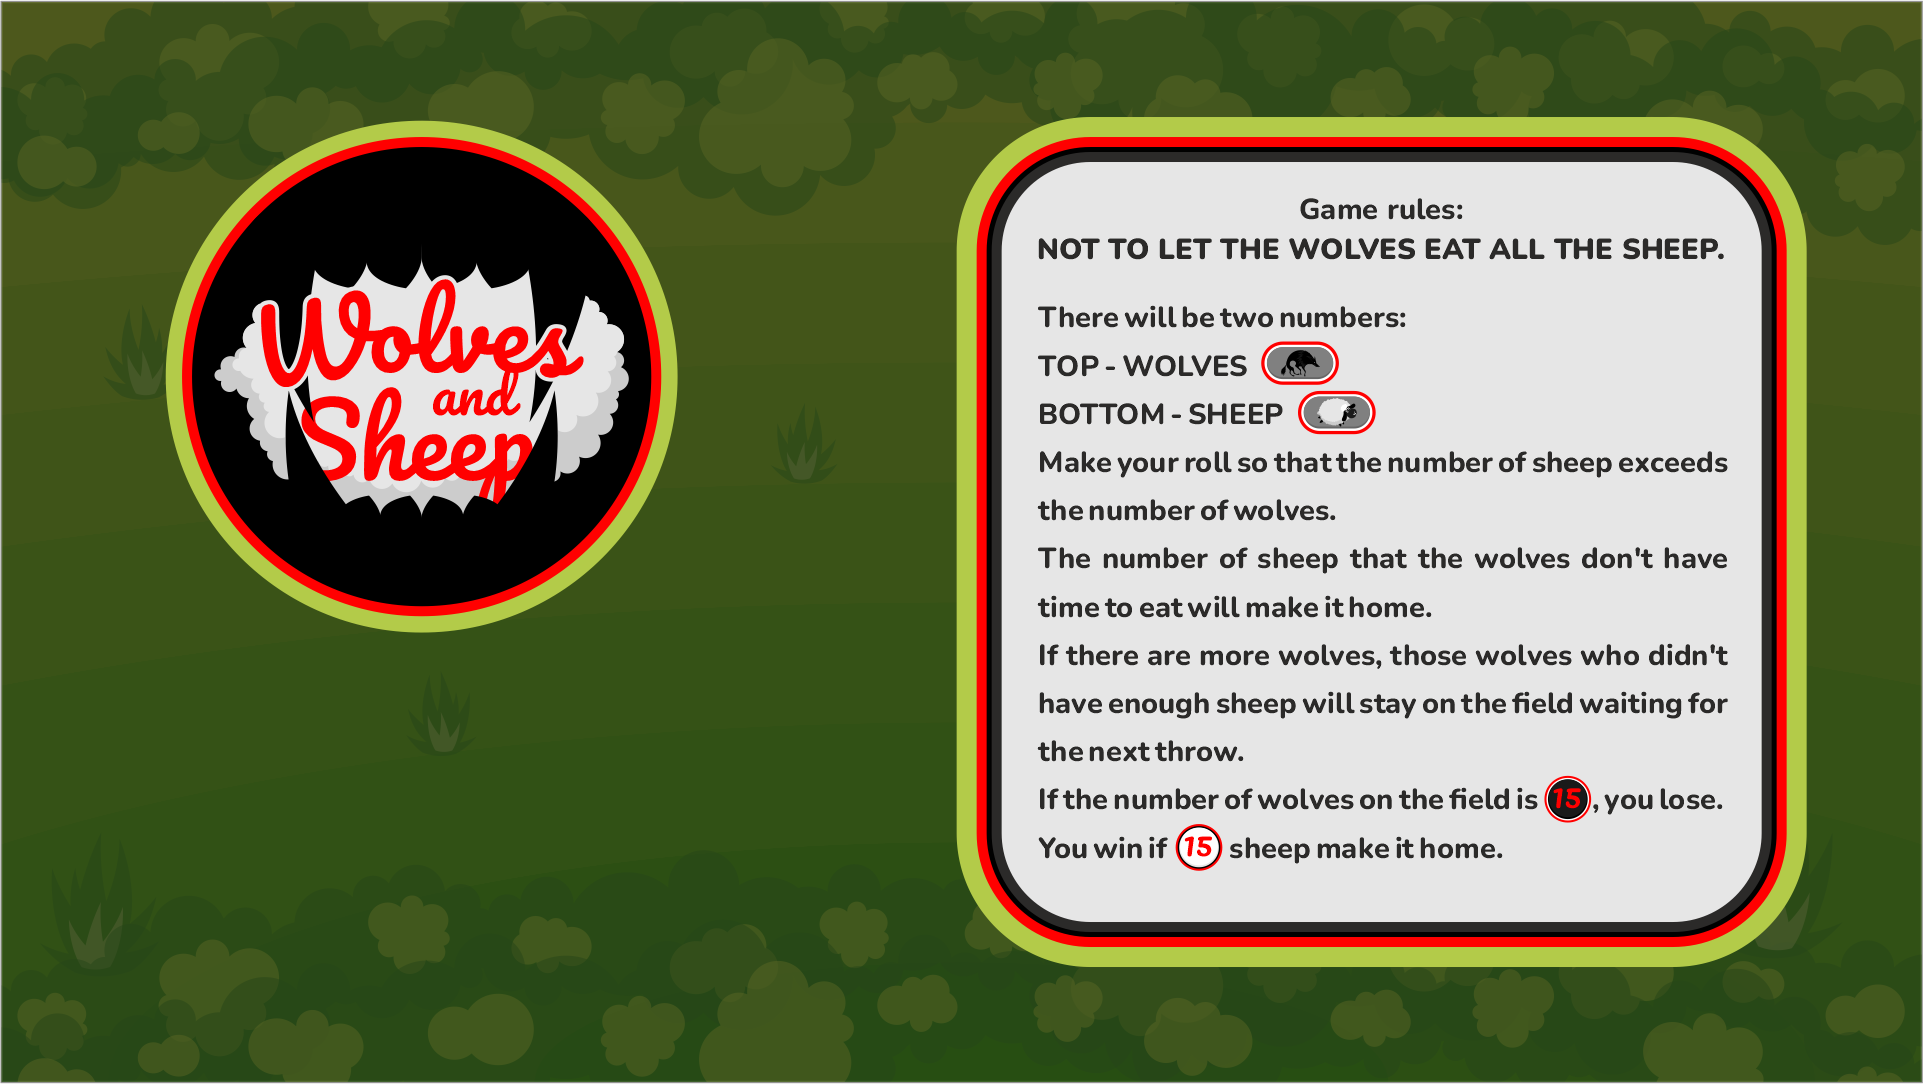 Wolves
and
Sheep
Game rules:
NOT TO LET THE WOLVES EAT ALL THE SHEEP.
There will be two numbers:
TOP - WOLVES
BOTTOM - SHEEP
Make your roll so that the number of sheep exceeds
the number of wolves.
The number of sheep that the wolves don't have
time to eat will make it home.
If there are more wolves, those wolves who didn't
have enough sheep will stay on the field waiting for
the next throw.
If the number of wolves on the field is 15, you lose.
You win if 15 sheep make it home.